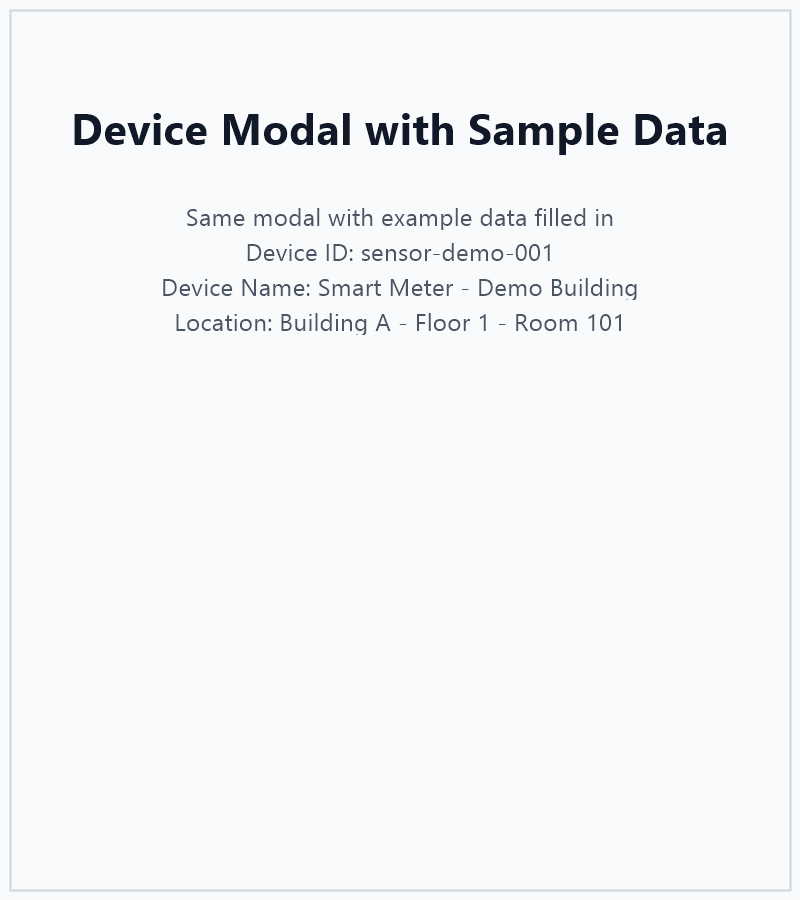 Device Modal with Sample Data
Same modal with example data filled in
Device ID: sensor-demo-001
Device Name: Smart Meter - Demo Building
Location: Building A - Floor 1 - Room 101